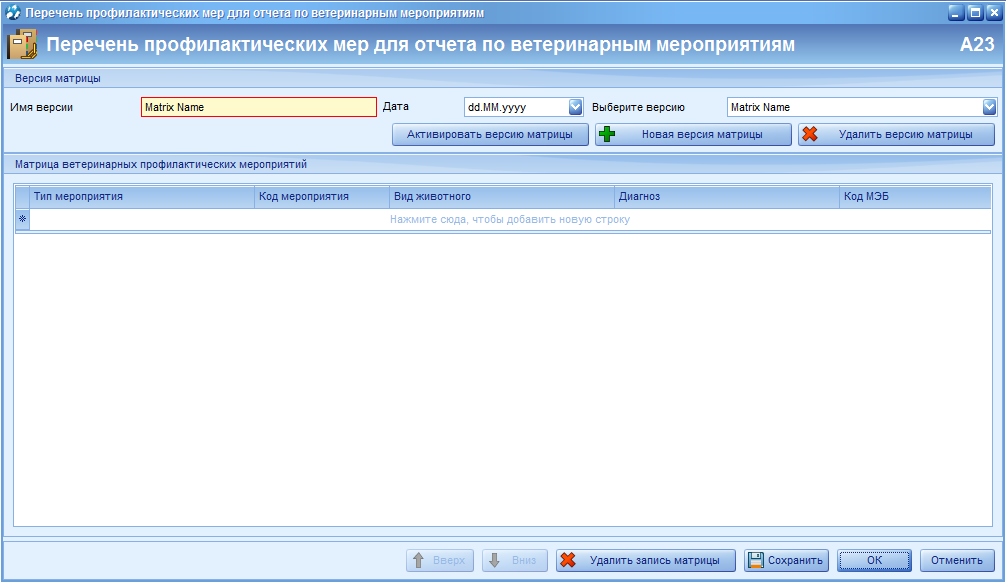 Перечень профилактических мер для отчета по ветеринарным мероприятиям
Перечень профилактических мер для отчета по ветеринарным мероприятиям A23
Версия матрицы
Имя версии Matrix Name Дата dd.MM.yyyy Выберите версию Matrix Name
Активировать версию матрицы Новая версия матрицы Удалить версию матрицы
Матрица ветеринарных профилактических мероприятий
Тип мероприятия Код мероприятия Вид животного Диагноз Код МЭБ
Нажмите сюда, чтобы добавить новую строку
Вверх Вниз Удалить запись матрицы Сохранить OK Отменить